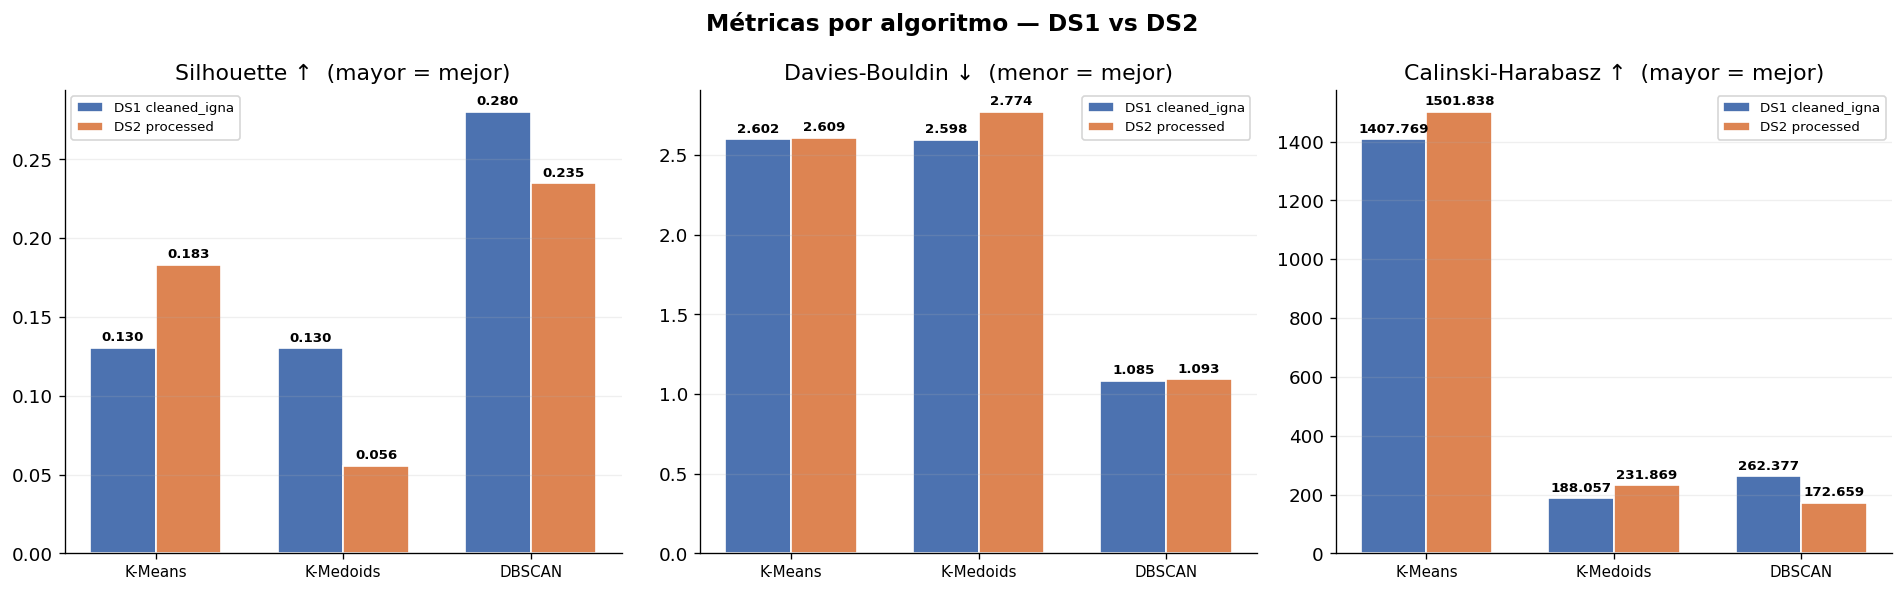 Métricas por algoritmo — DS1 vs DS2
Silhouette ↑  (mayor = mejor)
DS1 cleaned_igna
DS2 processed
0.25
0.20
0.15
0.10
0.05
0.00
0.130
0.183
0.130
0.056
0.280
0.235
K-Means
K-Medoids
DBSCAN
Davies-Bouldin ↓  (menor = mejor)
DS1 cleaned_igna
DS2 processed
2.5
2.0
1.5
1.0
0.5
0.0
2.602
2.609
2.598
2.774
1.085
1.093
K-Means
K-Medoids
DBSCAN
Calinski-Harabasz ↑  (mayor = mejor)
DS1 cleaned_igna
DS2 processed
1400
1200
1000
800
600
400
200
0
1407.769
1501.838
188.057
231.869
262.377
172.659
K-Means
K-Medoids
DBSCAN